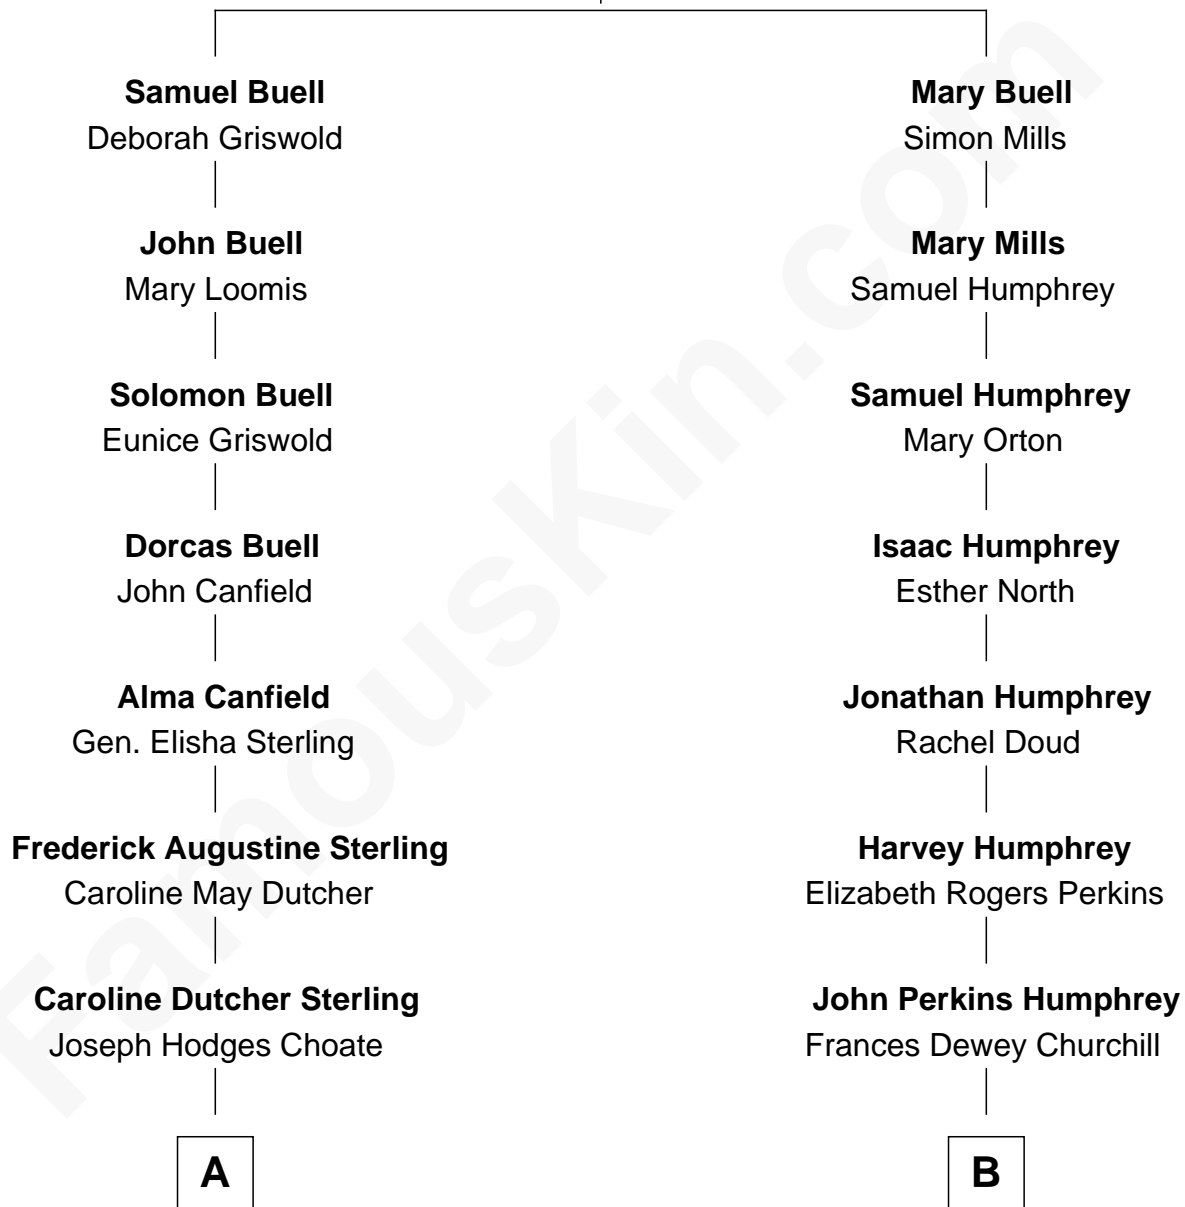 Samuel Buell
Deborah Griswold
John Buell
Mary Loomis
Solomon Buell
Eunice Griswold
Dorcas Buell
John Canfield
Alma Canfield
Gen. Elisha Sterling
Frederick Augustine Sterling
Caroline May Dutcher
Caroline Dutcher Sterling
Joseph Hodges Choate
A
Mary Buell
Simon Mills
Mary Mills
Samuel Humphrey
Samuel Humphrey
Mary Orton
Isaac Humphrey
Esther North
Jonathan Humphrey
Rachel Doud
Harvey Humphrey
Elizabeth Rogers Perkins
John Perkins Humphrey
Frances Dewey Churchill
B
FamousKin.com